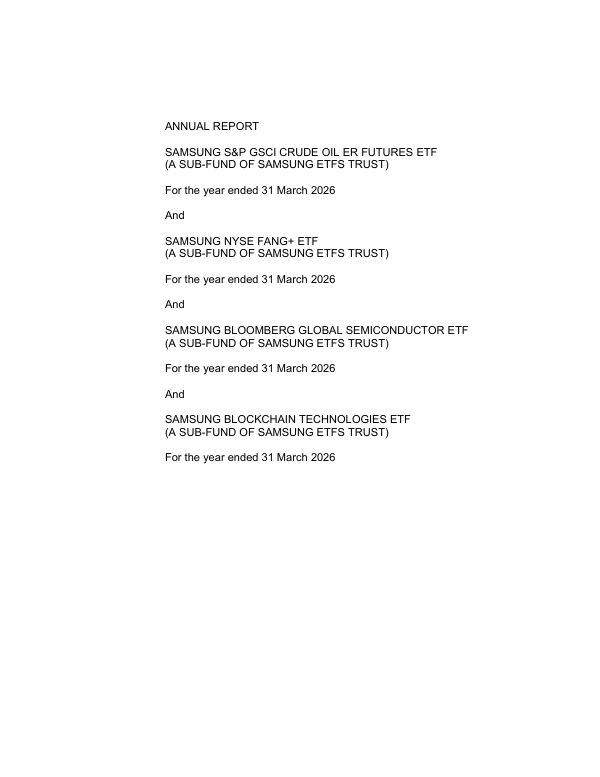 ANNUAL REPORT
SAMSUNG S&P GSCI CRUDE OIL ER FUTURES ETF
(A SUB-FUND OF SAMSUNG ETFS TRUST)
For the year ended 31 March 2026
And
SAMSUNG NYSE FANG+ ETF
(A SUB-FUND OF SAMSUNG ETFS TRUST)
For the year ended 31 March 2026
And
SAMSUNG BLOOMBERG GLOBAL SEMICONDUCTOR ETF
(A SUB-FUND OF SAMSUNG ETFS TRUST)
For the year ended 31 March 2026
And
SAMSUNG BLOCKCHAIN TECHNOLOGIES ETF
(A SUB-FUND OF SAMSUNG ETFS TRUST)
For the year ended 31 March 2026